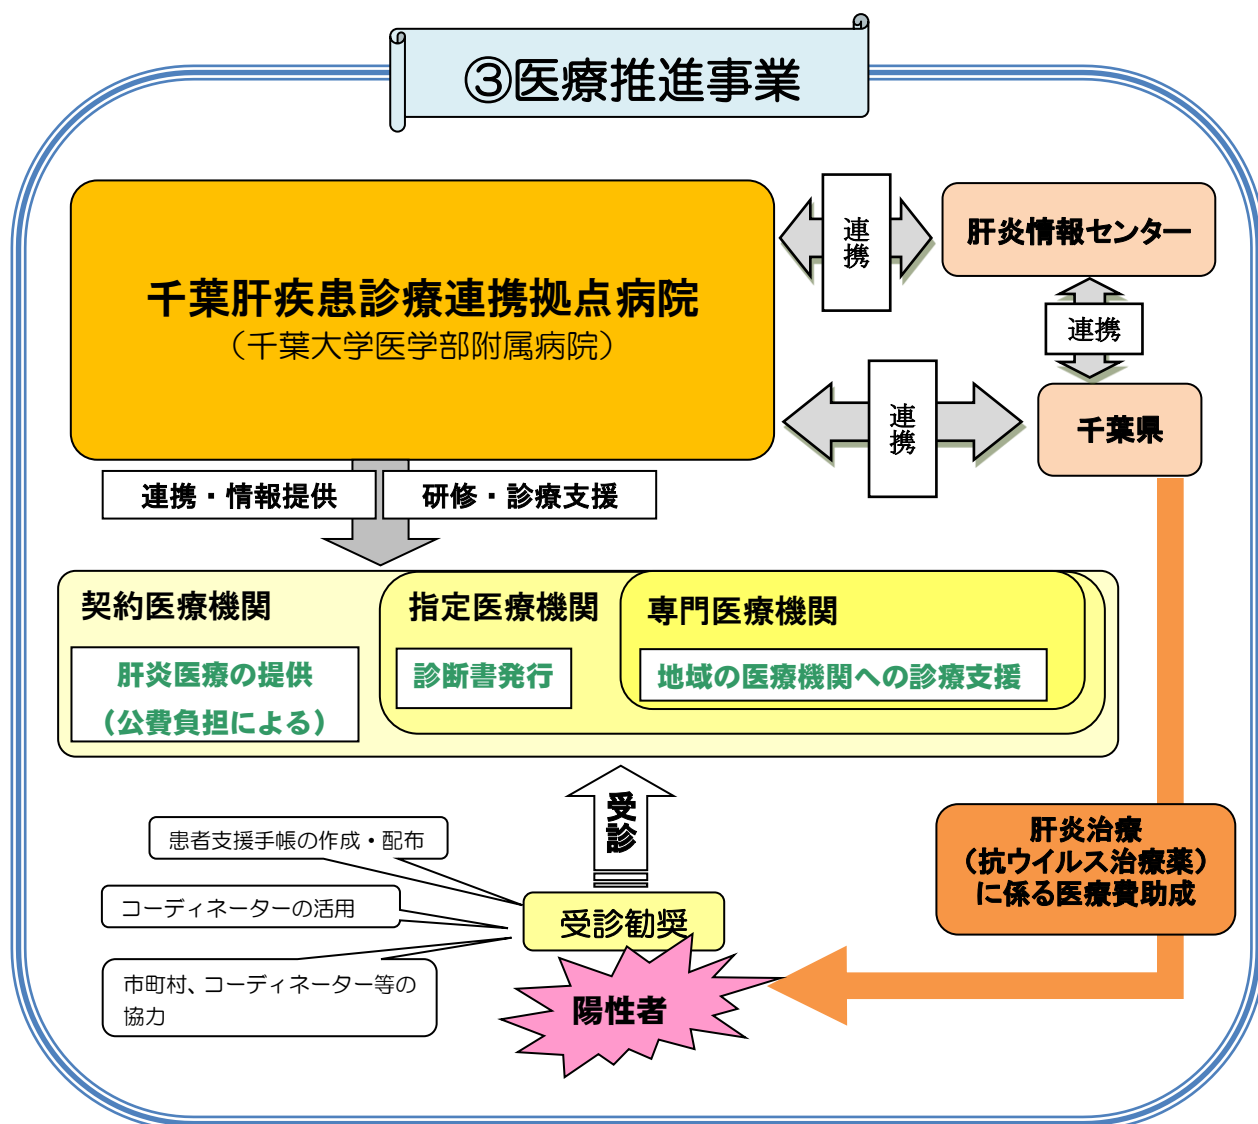 ③医療推進事業
千葉肝疾患診療連携拠点病院
（千葉大学医学部附属病院）
連携
肝炎情報センター
連携
連携
千葉県
連携・情報提供
研修・診療支援
契約医療機関
指定医療機関
専門医療機関
肝炎医療の提供
（公費負担による）
診断書発行
地域の医療機関への診療支援
受診
患者支援手帳の作成・配布
コーディネーターの活用
市町村、コーディネーター等の
協力
受診勧奨
陽性者
肝炎治療
（抗ウイルス治療薬）
に係る医療費助成